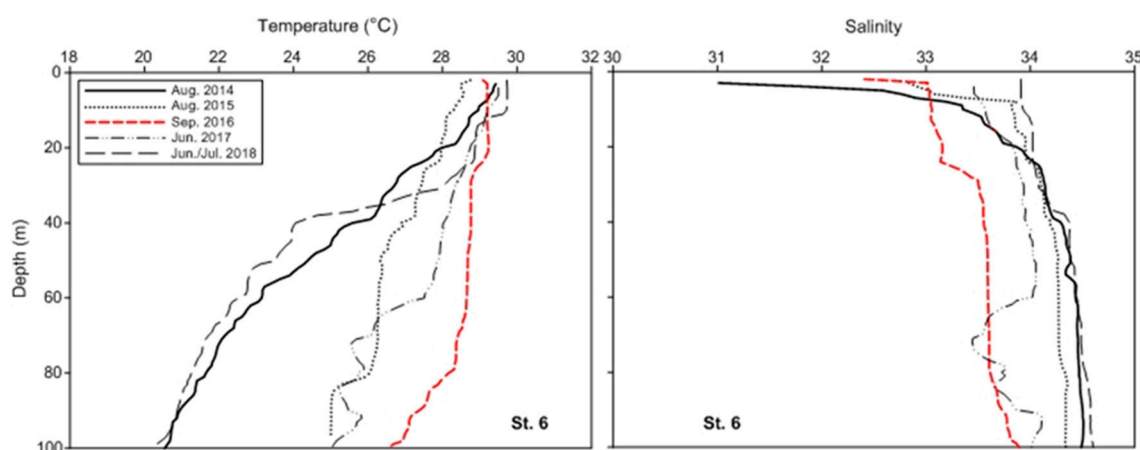 Temperature (°C)
Salinity
18 20 22 24 26 28 30 32
30 31 32 33 34 35
0
20
40
60
80
100
Depth (m)
Aug. 2014
Aug. 2015
Sep. 2016
Jun. 2017
Jun./Jul. 2018
St. 6
St. 6